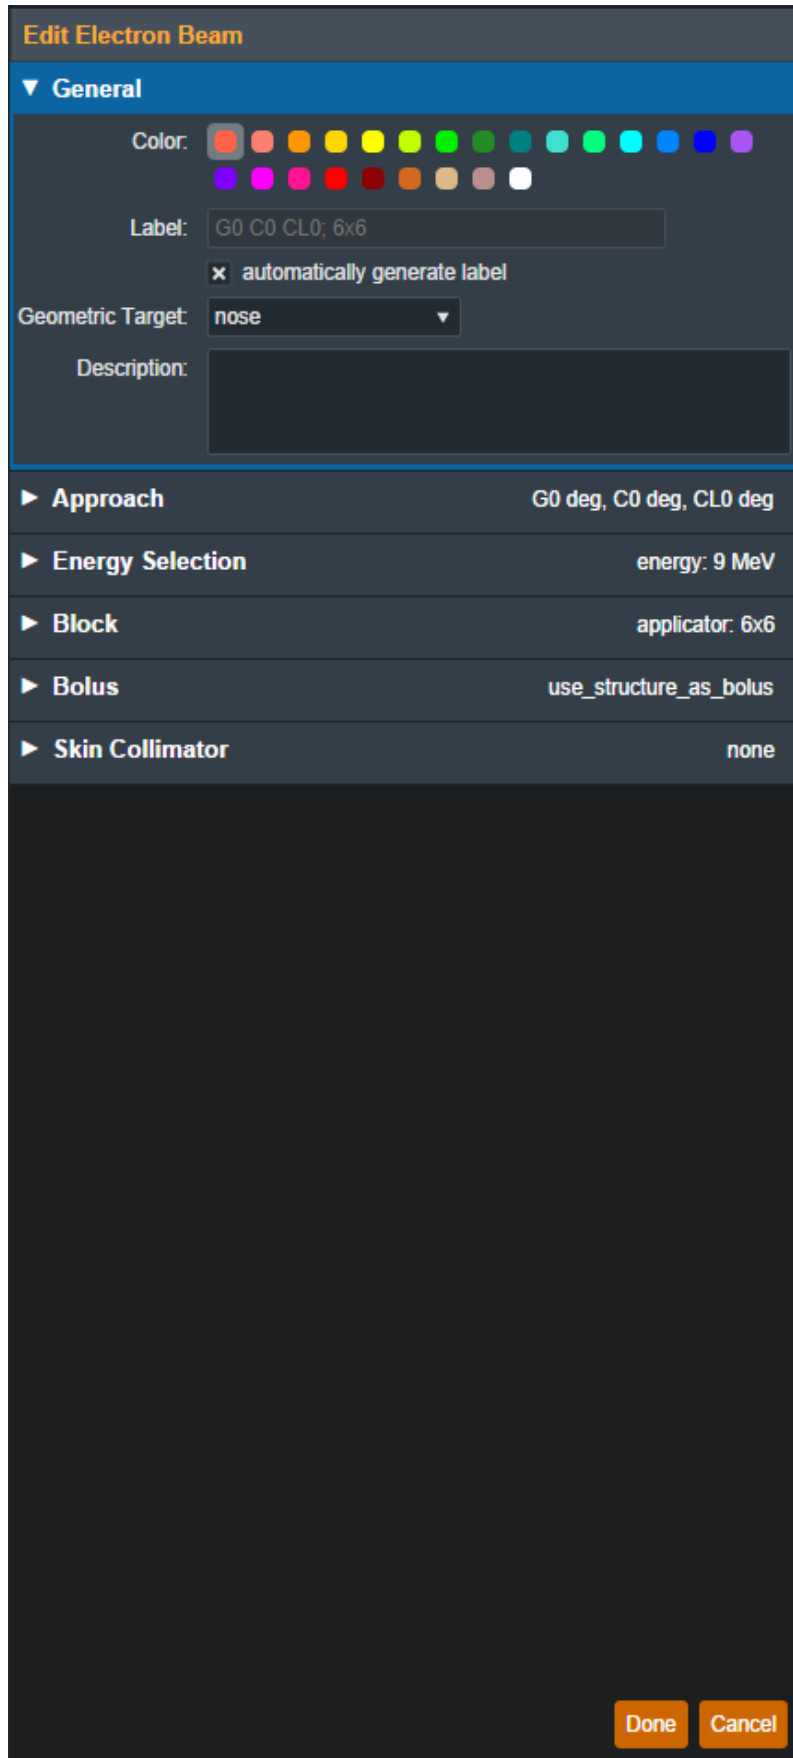 Edit Electron Beam
General
Color:
Label: G0 C0 CL0; 6x6
automatically generate label
Geometric Target: nose
Description:
Approach G0 deg, C0 deg, CL0 deg
Energy Selection energy: 9 MeV
Block applicator: 6x6
Bolus use_structure_as_bolus
Skin Collimator none
Done Cancel